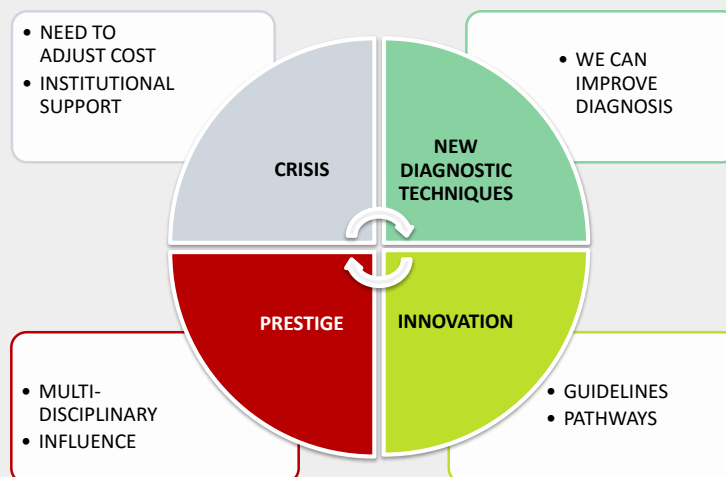 • NEED TO
ADJUST COST
• INSTITUTIONAL
SUPPORT
• WE CAN
IMPROVE
DIAGNOSIS
CRISIS
NEW
DIAGNOSTIC
TECHNIQUES
PRESTIGE
INNOVATION
• MULTI-
DISCIPLINARY
• INFLUENCE
• GUIDELINES
• PATHWAYS